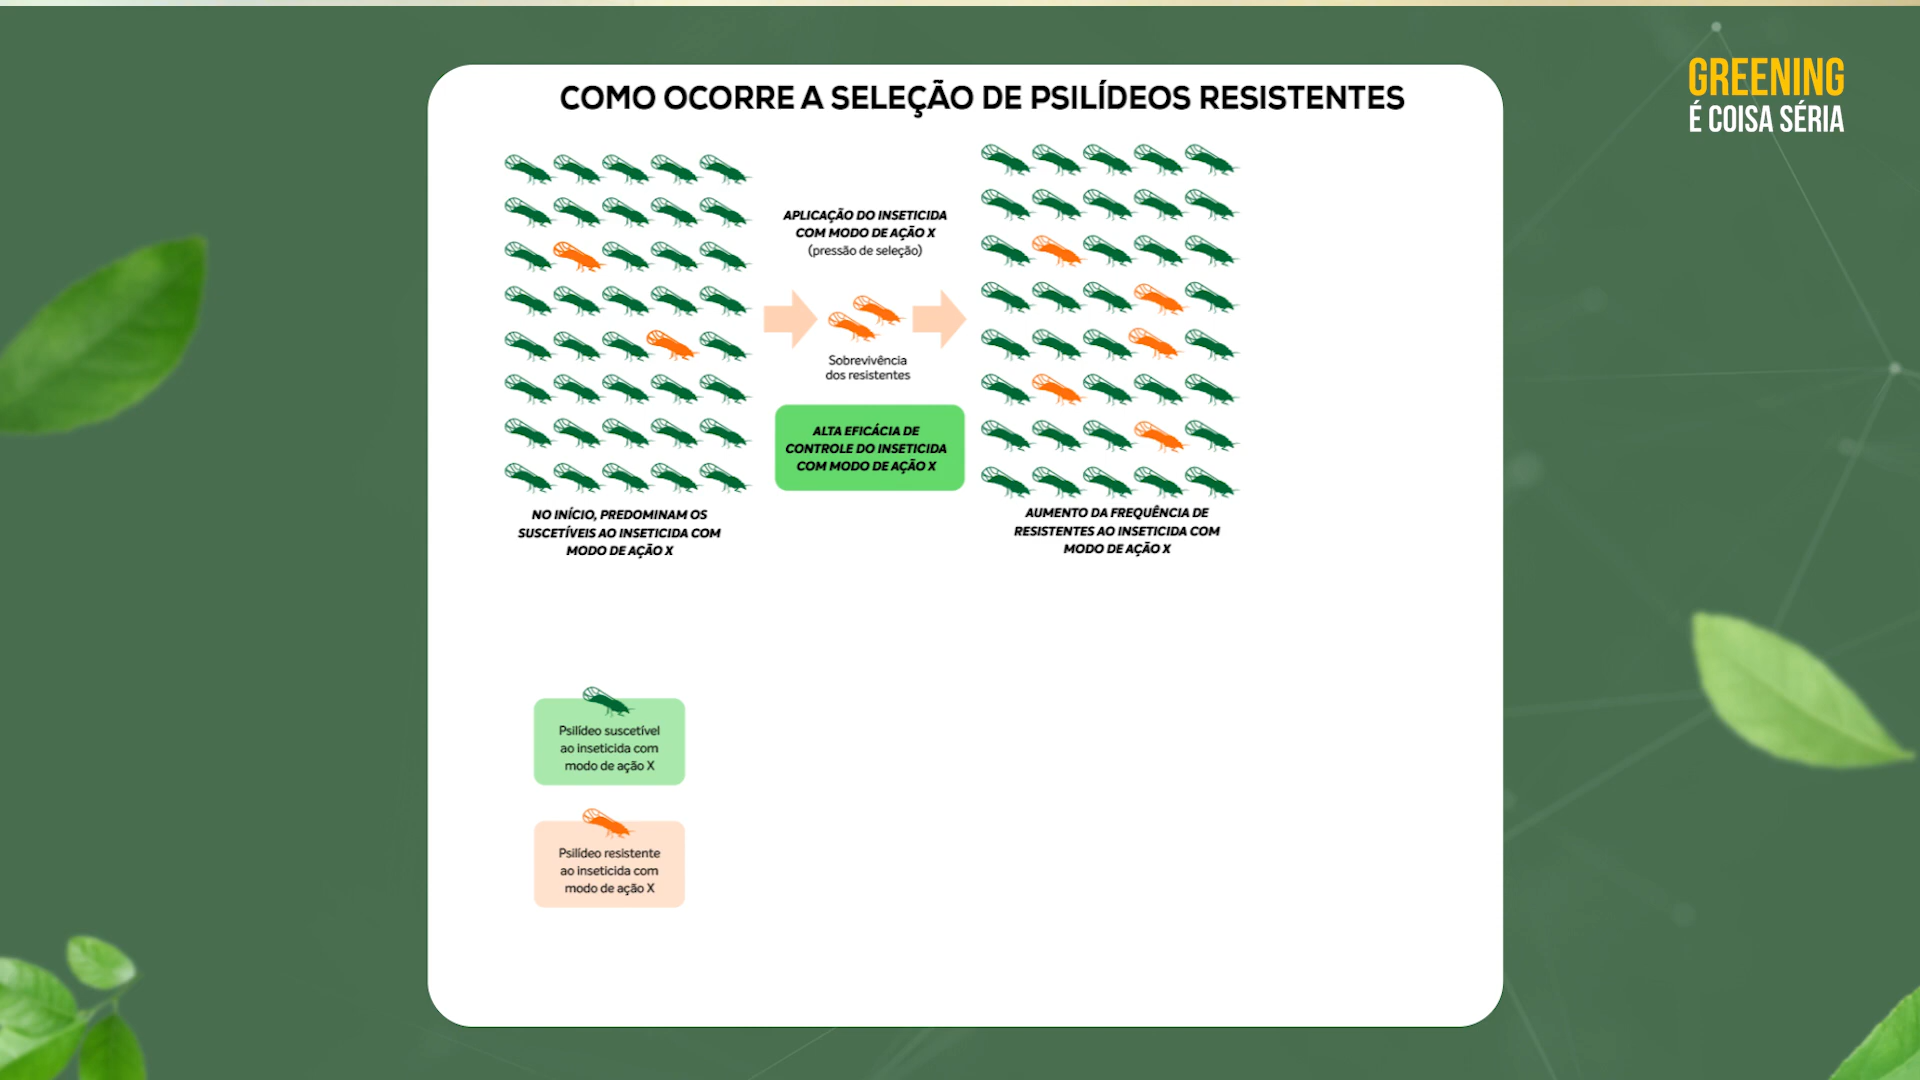 COMO OCORRE A SELEÇÃO DE PSILÍDEOS RESISTENTES
GREENING
É COISA SÉRIA
APLICAÇÃO DO INSETICIDA
COM MODO DE AÇÃO X
(pressão de seleção)
Sobrevivência
dos resistentes
ALTA EFICÁCIA DE
CONTROLE DO INSETICIDA
COM MODO DE AÇÃO X
NO INÍCIO, PREDOMINAM OS
SUSCETÍVEIS AO INSETICIDA COM
MODO DE AÇÃO X
AUMENTO DA FREQUÊNCIA DE
RESISTENTES AO INSETICIDA COM
MODO DE AÇÃO X
Psilídeo suscetível
ao inseticida com
modo de ação X
Psilídeo resistente
ao inseticida com
modo de ação X